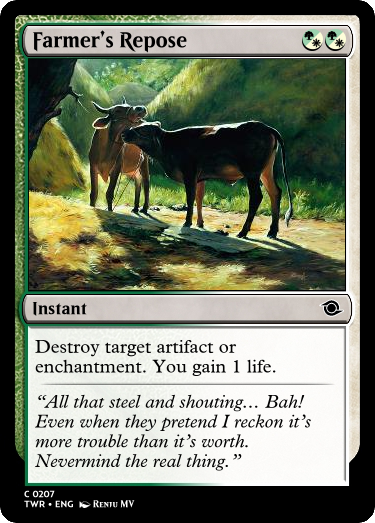 Farmer's Repose
Instant
Destroy target artifact or
enchantment. You gain 1 life.
“All that steel and shouting… Bah!
Even when they pretend I reckon it's
more trouble than it's worth.
Nevermind the real thing.”
C 0207
TWR • ENG Renju MV